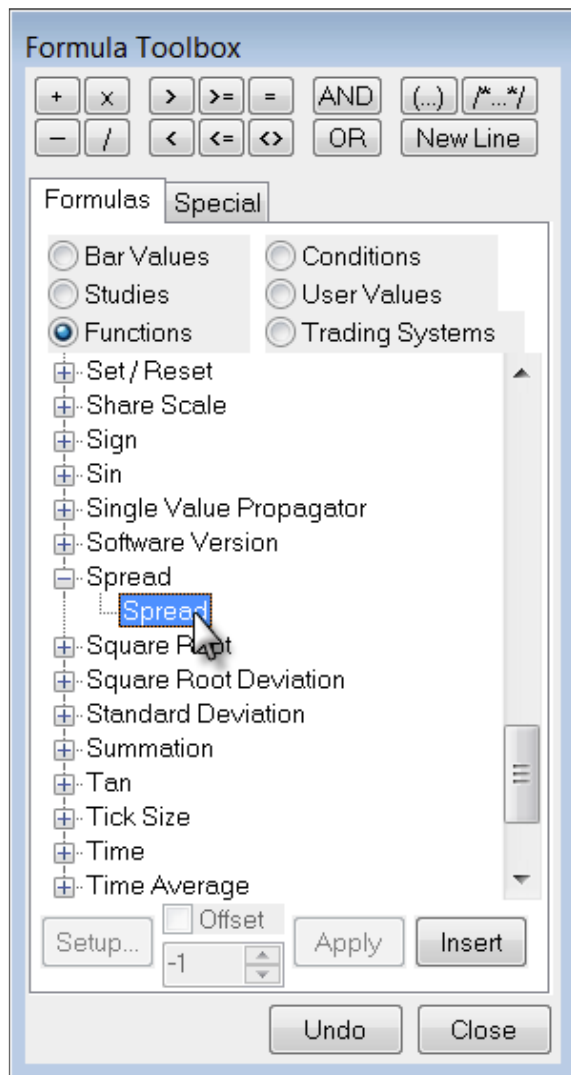 Formula Toolbox
+ x > >= = AND (...) /*...*/
− / < <= <> OR New Line
Formulas Special
Bar Values Conditions
Studies User Values
Functions Trading Systems
Set / Reset
Share Scale
Sign
Sin
Single Value Propagator
Software Version
Spread
Spread
Square Root
Square Root Deviation
Standard Deviation
Summation
Tan
Tick Size
Time
Time Average
Setup... Offset Apply Insert
-1
Undo Close